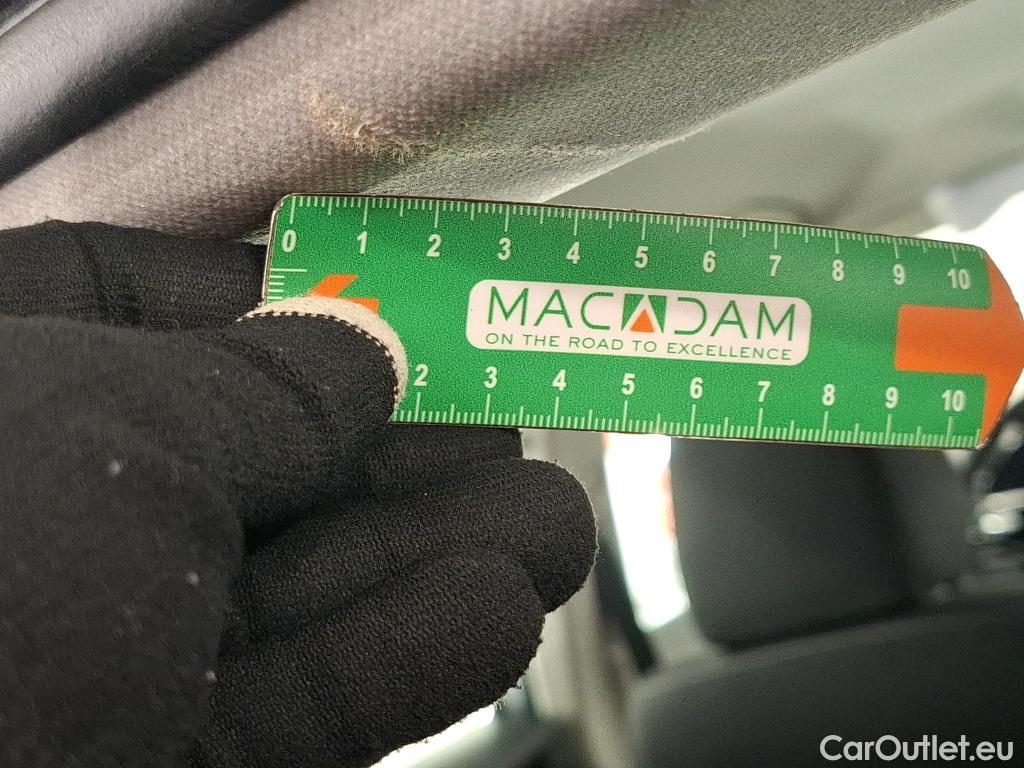 0 1 2 3 4 5 6 7 8 9 10
MACADAM
ON THE ROAD TO EXCELLENCE
2 3 4 5 6 7 8 9 10
CarOutlet.eu